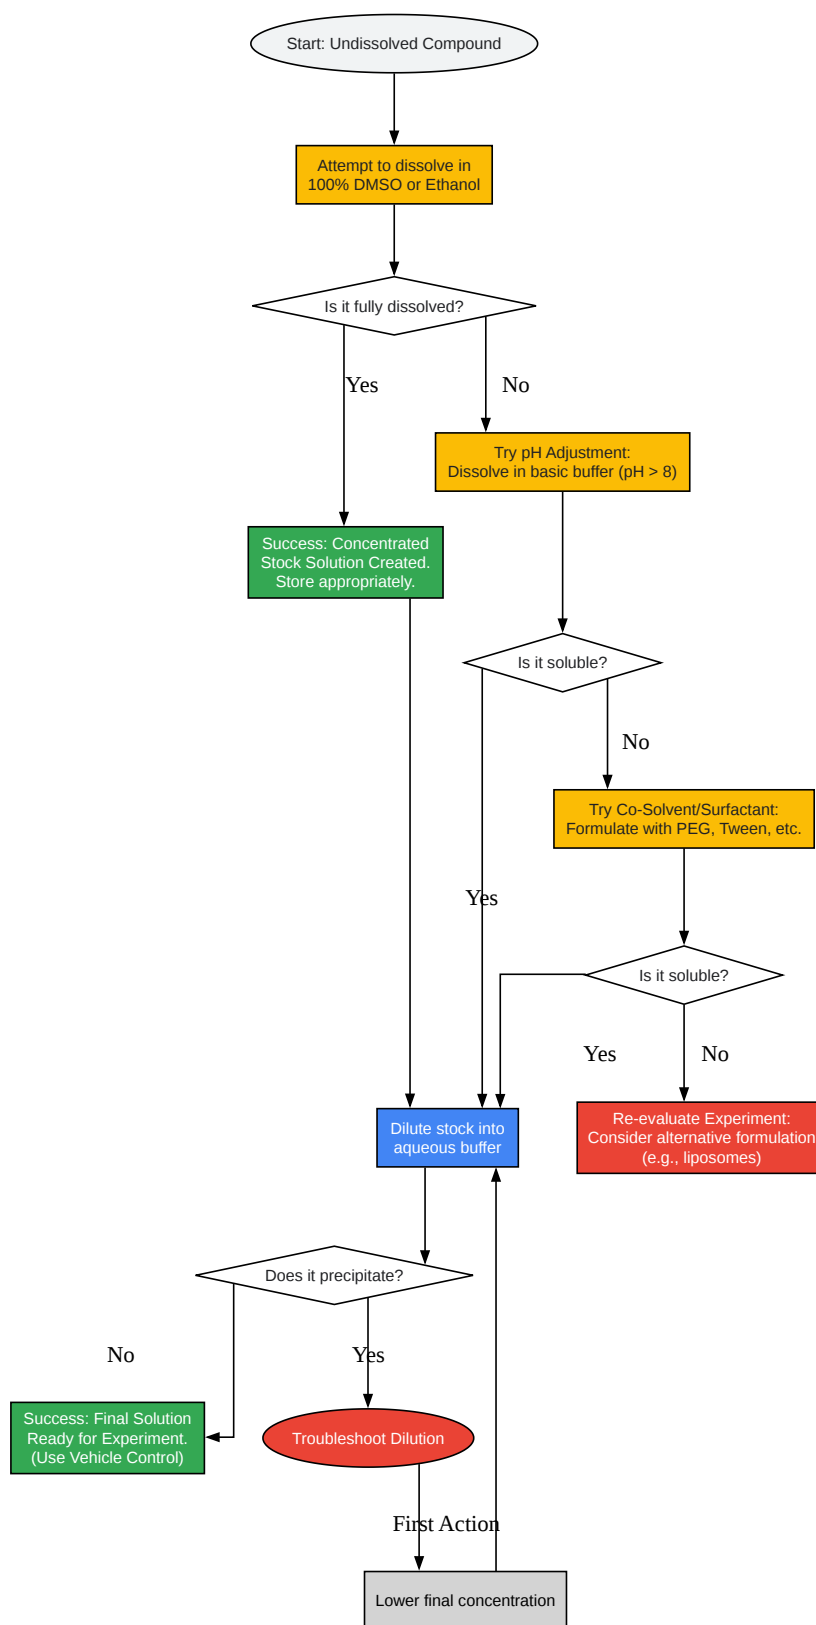 Start: Undissolved Compound
Attempt to dissolve in
100% DMSO or Ethanol
Is it fully dissolved?
Yes
No
Try pH Adjustment:
Dissolve in basic buffer (pH > 8)
Success: Concentrated
Stock Solution Created.
Store appropriately.
Is it soluble?
No
Try Co-Solvent/Surfactant:
Formulate with PEG, Tween, etc.
Yes
Is it soluble?
Yes
No
Re-evaluate Experiment:
Consider alternative formulation
(e.g., liposomes)
Dilute stock into
aqueous buffer
Does it precipitate?
No
Yes
Success: Final Solution
Ready for Experiment.
(Use Vehicle Control)
Troubleshoot Dilution
First Action
Lower final concentration